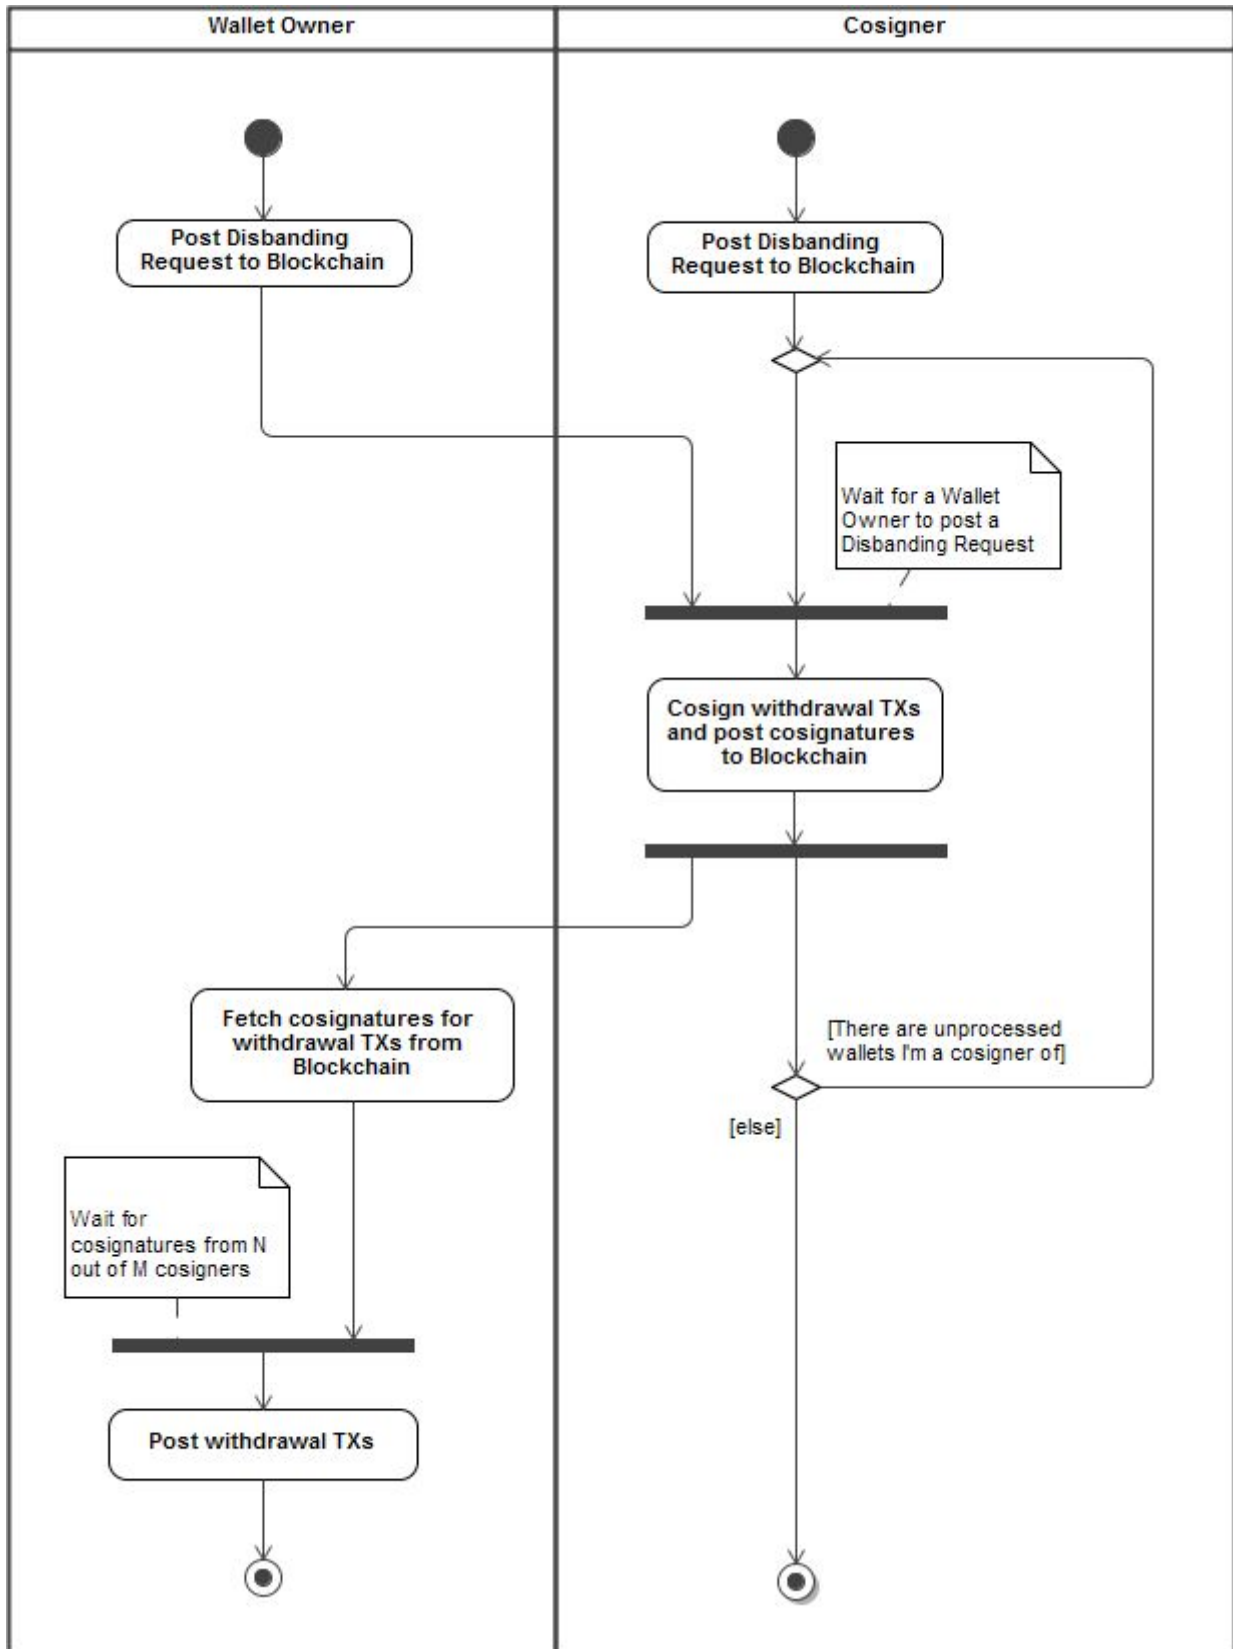 Wallet Owner
Cosigner
Post Disbanding
Request to Blockchain
Post Disbanding
Request to Blockchain
Wait for a Wallet
Owner to post a
Disbanding Request
Cosign withdrawal TXs
and post cosignatures
to Blockchain
Fetch cosignatures for
withdrawal TXs from
Blockchain
[There are unprocessed
wallets I'm a cosigner of]
[else]
Wait for
cosignatures from N
out of M cosigners
Post withdrawal TXs